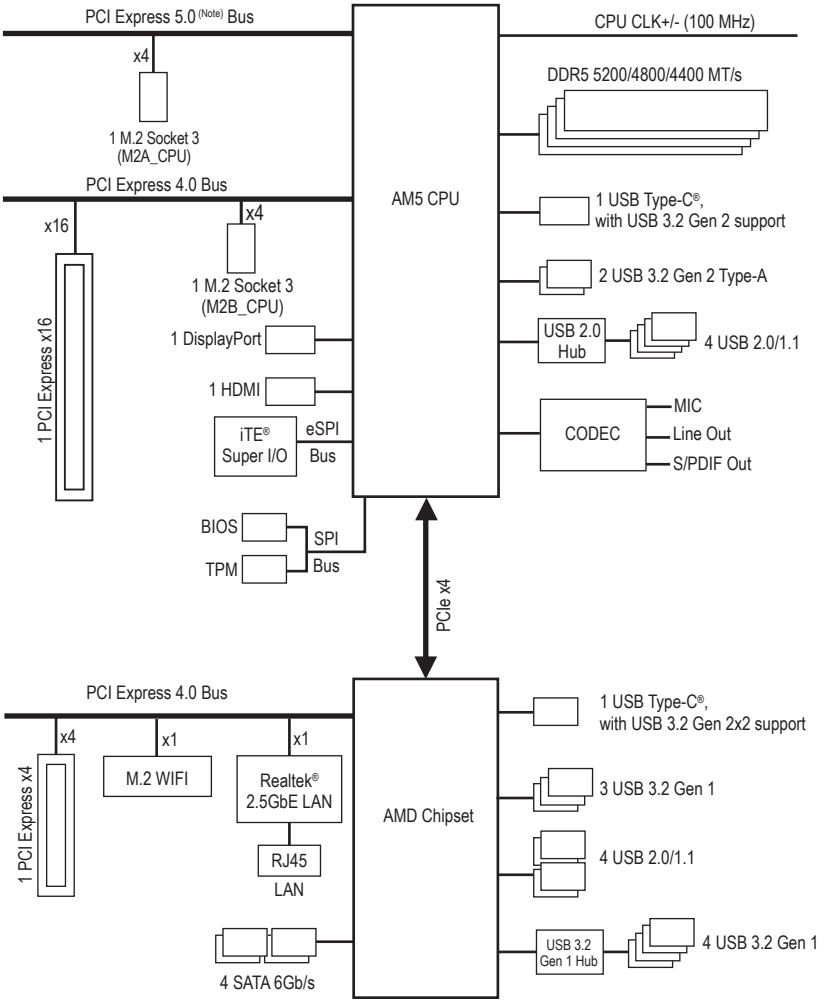 PCI Express 5.0 (Note) Bus
CPU CLK+/- (100 MHz)
x4
DDR5 5200/4800/4400 MT/s
1 M.2 Socket 3
(M2A_CPU)
PCI Express 4.0 Bus
AM5 CPU
1 USB Type-C®,
with USB 3.2 Gen 2 support
x16
x4
1 M.2 Socket 3
(M2B_CPU)
2 USB 3.2 Gen 2 Type-A
1 PCI Express x16
1 DisplayPort
USB 2.0
Hub
4 USB 2.0/1.1
1 HDMI
iTE®
Super I/O
eSPI
Bus
CODEC
MIC
Line Out
S/PDIF Out
BIOS
TPM
SPI
Bus
PCIe x4
PCI Express 4.0 Bus
1 USB Type-C®,
with USB 3.2 Gen 2x2 support
x4
x1
x1
1 PCI Express x4
M.2 WIFI
Realtek®
2.5GbE LAN
3 USB 3.2 Gen 1
AMD Chipset
RJ45
LAN
4 USB 2.0/1.1
4 SATA 6Gb/s
USB 3.2
Gen 1 Hub
4 USB 3.2 Gen 1